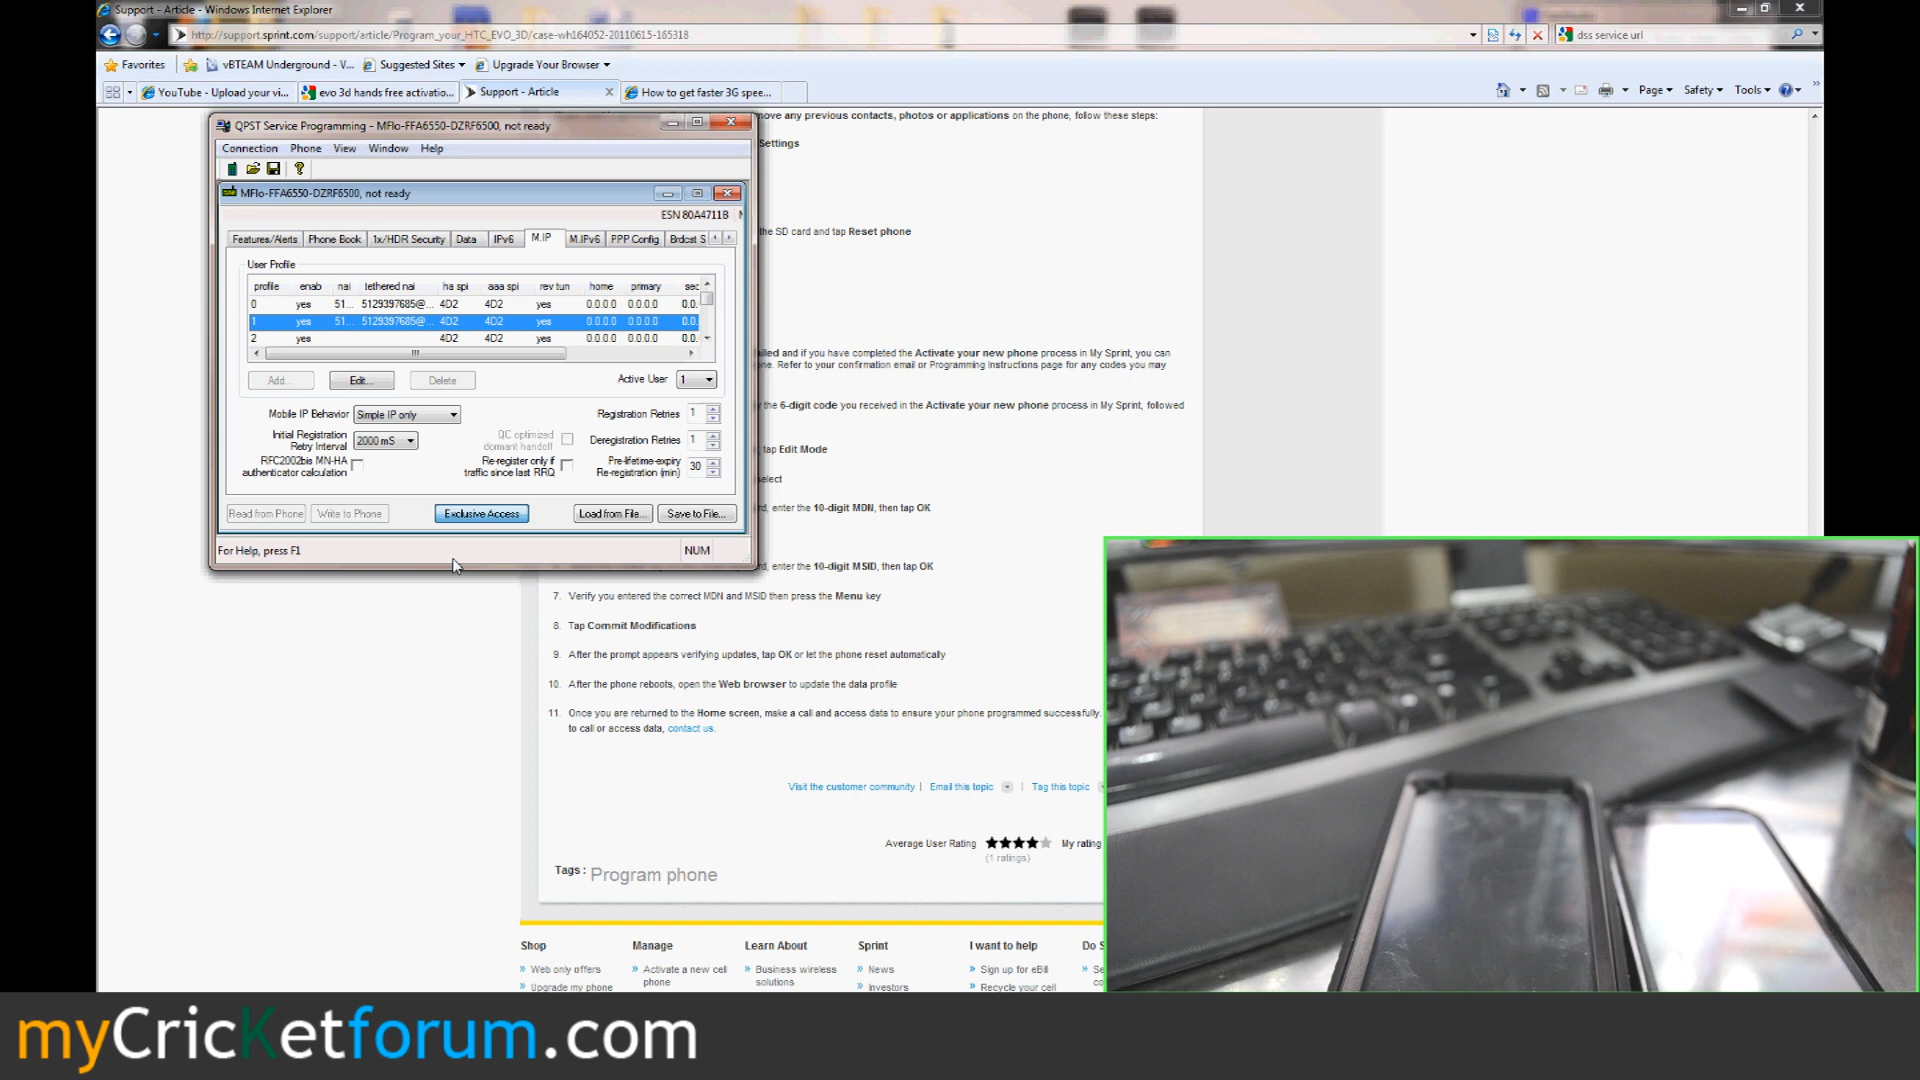 Support - Article - Windows Internet Explorer
http://support.sprint.com/support/article/Program_your_HTC_EVO_3D/case-wh164052-20110615-165318
dss service url
Favorites
vBTEAM Underground - V...
Suggested Sites
Upgrade Your Browser
YouTube - Upload your vi...
evo 3d hands free activatio...
Support - Article
How to get faster 3G spee...
Page
Safety
Tools
move any previous contacts, photos or applications on the phone, follow these steps:
QPST Service Programming - MFlo-FFA6550-DZRF6500, not ready
Settings
Connection Phone View Window Help
MFlo-FFA6550-DZRF6500, not ready
ESN 80A4711B
the SD card and tap Reset phone
Features/Alerts Phone Book 1x/HDR Security Data IPv6 M.IP M.IPv6 PPP Config Brdcst S
User Profile
profile enab nai tethered nai ha spi aaa spi rev tun home primary sec
0 yes 51... 5129397685@... 4D2 4D2 yes 0.0.0.0 0.0.0.0 0.0.
1 yes 51... 5129397685@... 4D2 4D2 yes 0.0.0.0 0.0.0.0 0.0.
2 yes 4D2 4D2 yes 0.0.0.0 0.0.0.0 0.0.
ailed and if you have completed the Activate your new phone process in My Sprint, you can
one. Refer to your confirmation email or Programming Instructions page for any codes you may
Add... Edit... Delete Active User 1
the 6-digit code you received in the Activate your new phone process in My Sprint, followed
Mobile IP Behavior Simple IP only Registration Retries 1
Initial Registration Retry Interval 2000 mS QC optimized dormant handoff Deregistration Retries 1
tap Edit Mode
RFC2002bis MN-HA authenticator calculation Re-register only if traffic since last RRQ Pre-lifetime-expiry Re-registration (min) 30
select
rd, enter the 10-digit MDN, then tap OK
Read from Phone Write to Phone Exclusive Access Load from File... Save to File...
For Help, press F1 NUM
rd, enter the 10-digit MSID, then tap OK
7. Verify you entered the correct MDN and MSID then press the Menu key
8. Tap Commit Modifications
9. After the prompt appears verifying updates, tap OK or let the phone reset automatically
10. After the phone reboots, open the Web browser to update the data profile
11. Once you are returned to the Home screen, make a call and access data to ensure your phone programmed successfully.
to call or access data, contact us.
Visit the customer community | Email this topic | Tag this topic
Average User Rating My rating
(1 ratings)
Tags : Program phone
Shop Manage Learn About Sprint I want to help Do S
» Web only offers » Activate a new cell phone » Business wireless solutions » News » Sign up for eBill » Se
» Upgrade my phone » Investors » Recycle your cell
myCricKetforum.com